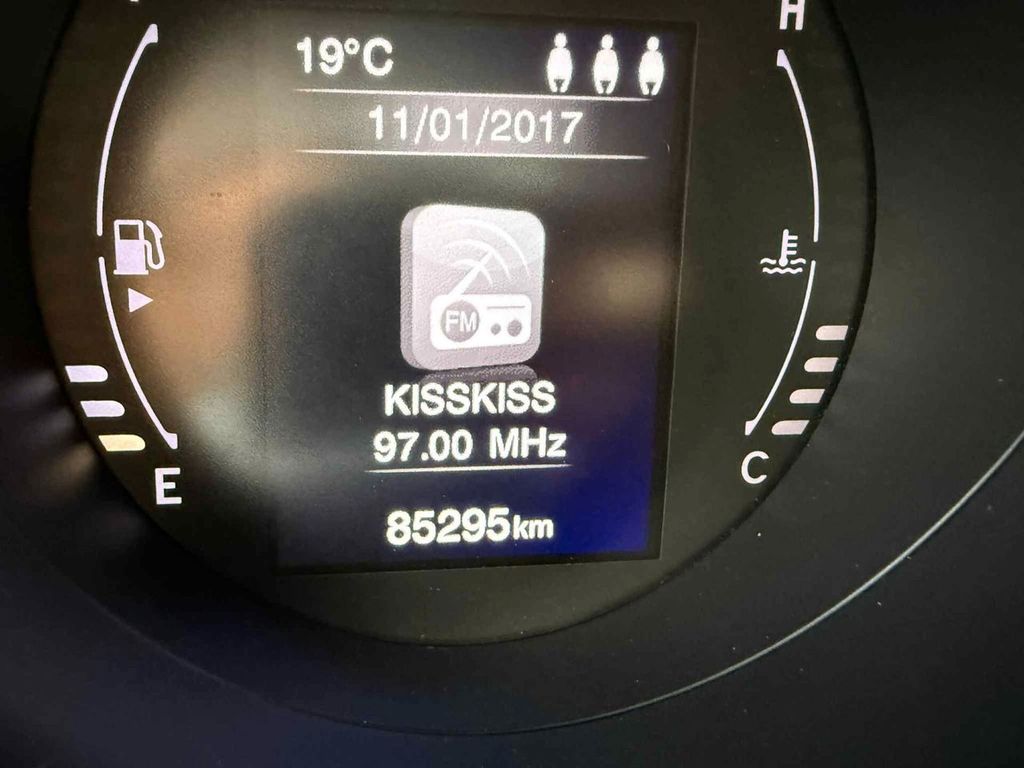 H
19°C
11/01/2017
FM
KISSKISS
97.00 MHz
E
C
85295km